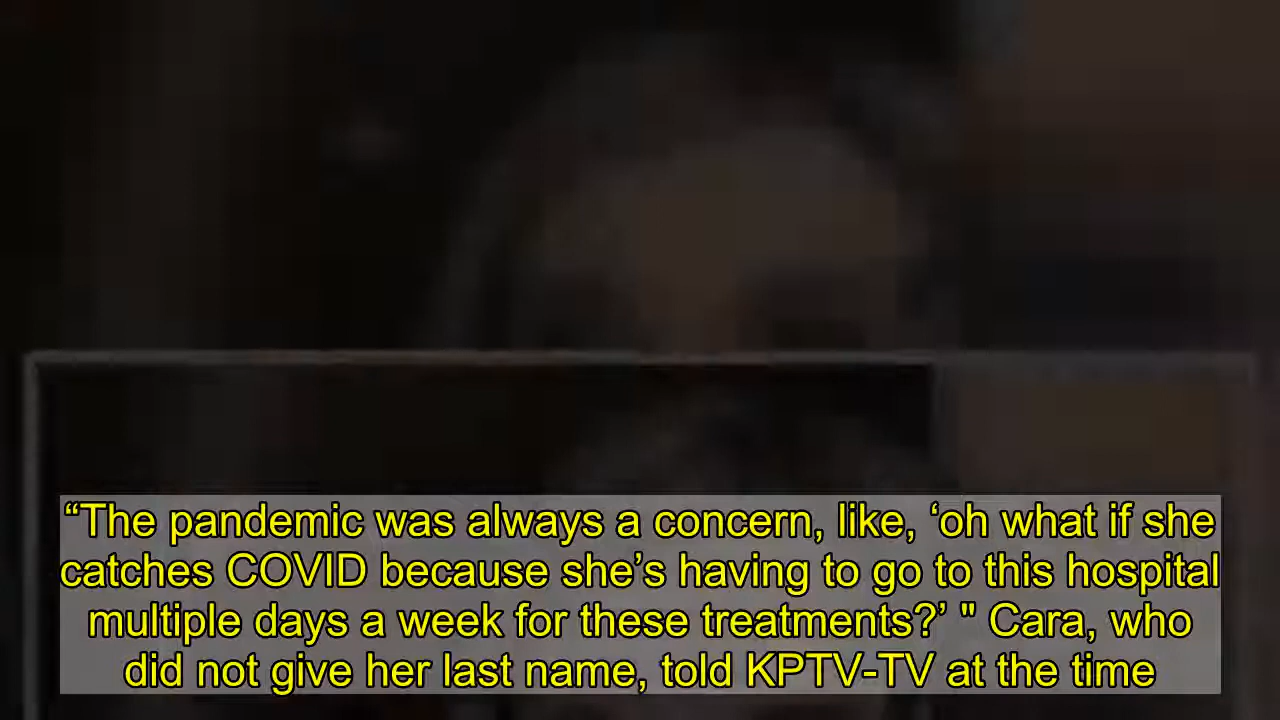 “The pandemic was always a concern, like, ‘oh what if she
catches COVID because she’s having to go to this hospital
multiple days a week for these treatments?’ " Cara, who
did not give her last name, told KPTV-TV at the time